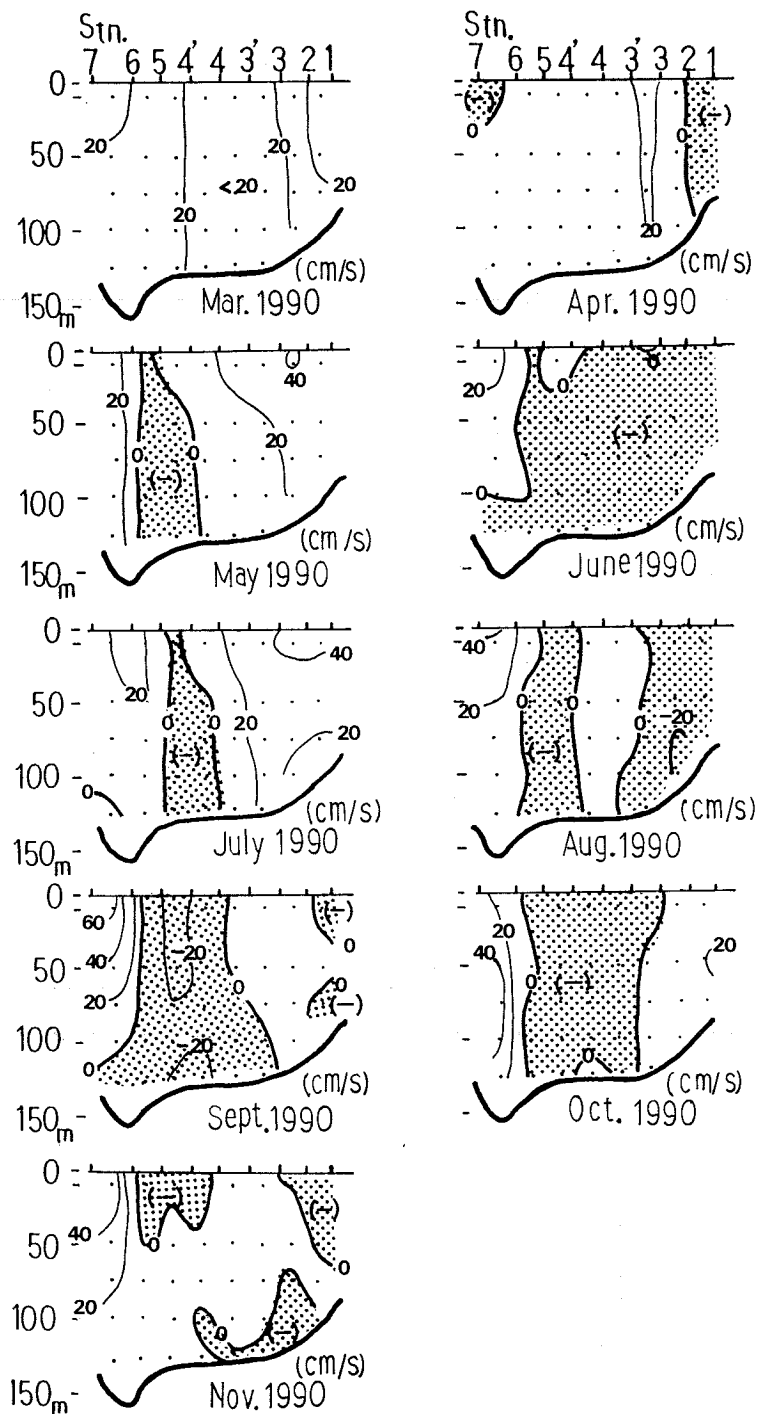 Stn. Stn.
7 6 5 4' 4 3' 3 2 1 7 6 5 4' 4 3' 3 2 1
0 (—) (—)
20 0 0
50
<20 20
20
100 20
(cm/s) (cm/s)
150m Mar. 1990 Apr. 1990
0 40 0
20 20 0
50 20 (—)
0 0
(—)
100 0
(cm/s) (cm/s)
150m May 1990 June 1990
0 40 40
20 20
50 0 0 20 0 0 0 -20
20
(—) (—)
100
0 (cm/s) (cm/s)
150m July 1990 Aug. 1990
0 (—)
60 20
40 -20 0 40 20
50
20 0 0 0 (—)
(—)
100 -20
0 0
(cm/s) (cm/s)
150m Sept. 1990 Oct. 1990
0 (—)
40 (—)
50 0
0
100 20
0 (—)
(cm/s)
150m Nov. 1990